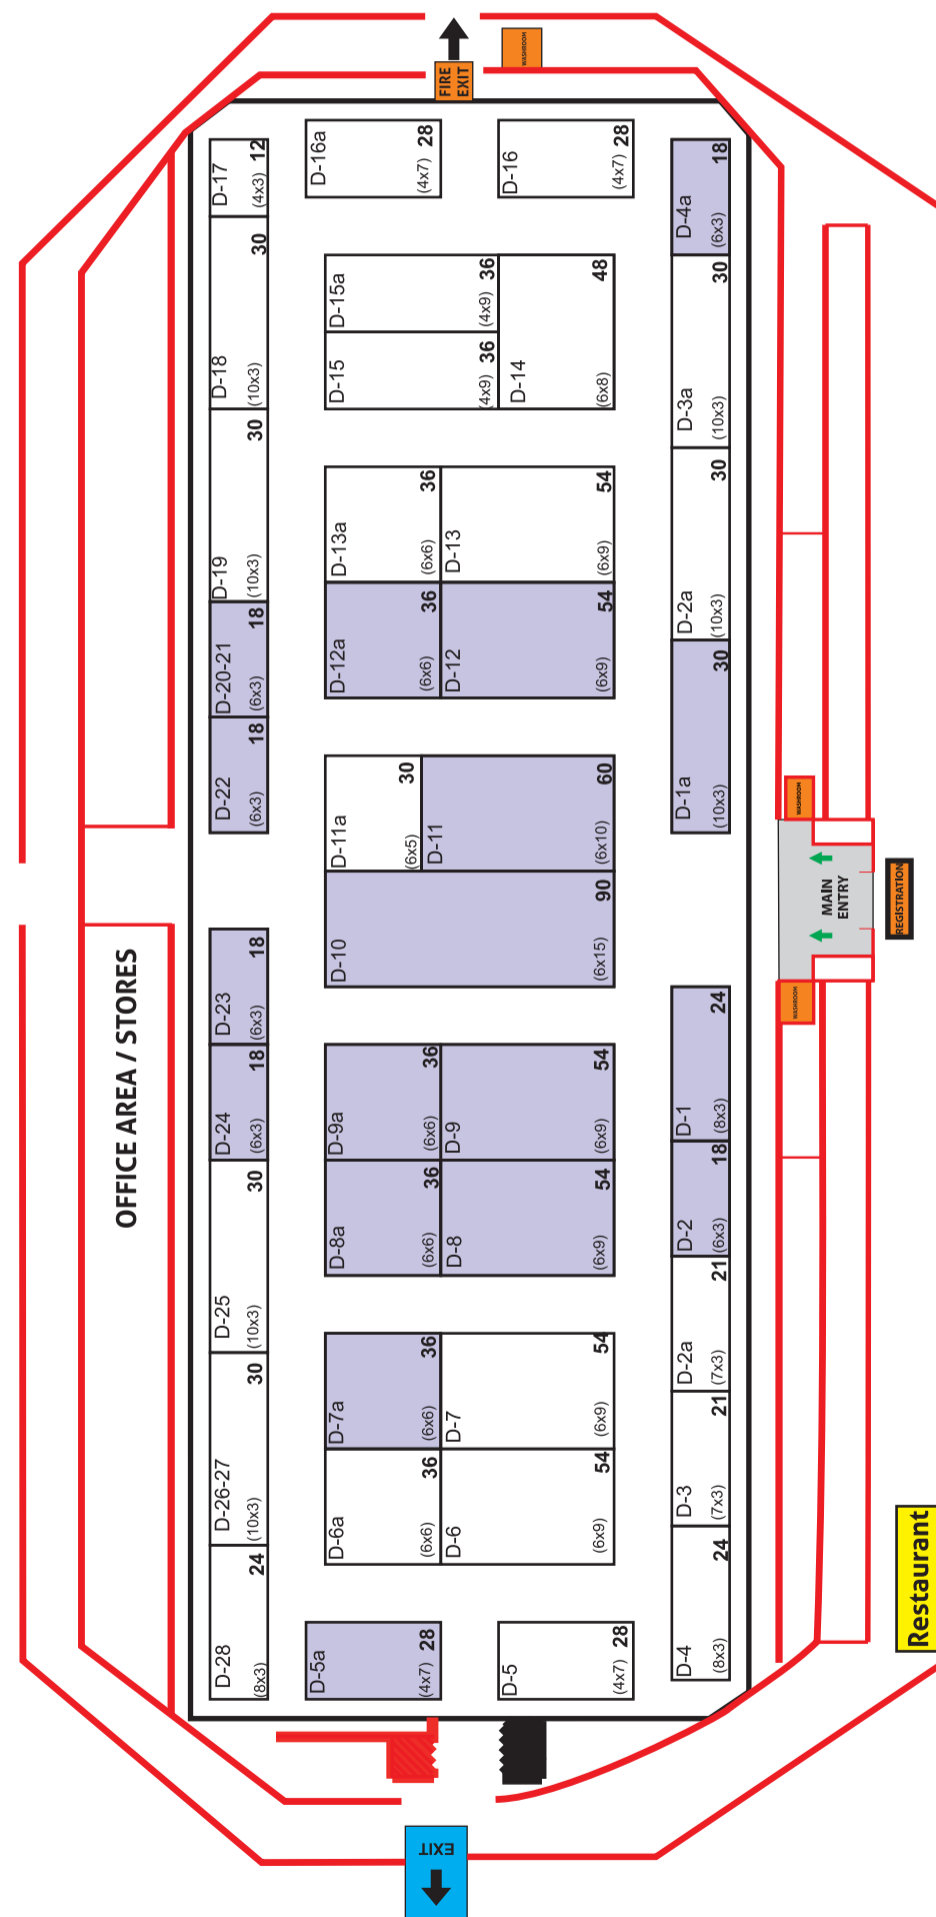 FIRE
EXIT
WASHROOM
D-17
(4x3) 12
D-16a
(4x7) 28
D-16
(4x7) 28
D-4a
(6x3) 18
D-18
(10x3) 30
D-15a
(4x9) 36
D-15
(4x9) 36
D-14
(6x8) 48
D-3a
(10x3) 30
D-19
(10x3) 30
D-13a
(6x6) 36
D-13
(6x9) 54
D-2a
(10x3) 30
D-20-21
(6x3) 18
D-12a
(6x6) 36
D-12
(6x9) 54
D-1a
(10x3) 30
D-22
(6x3) 18
D-11a
(6x5) 30
D-11
(6x10) 60
D-10
(6x15) 90
WASHROOM
MAIN
ENTRY
REGISTRATION
WASHROOM
OFFICE AREA / STORES
D-23
(6x3) 18
D-24
(6x3) 18
D-9a
(6x6) 36
D-9
(6x9) 54
D-1
(8x3) 24
D-8a
(6x6) 36
D-8
(6x9) 54
D-2
(6x3) 18
D-25
(10x3) 30
D-7a
(6x6) 36
D-7
(6x9) 54
D-2a
(7x3) 21
D-26-27
(10x3) 30
D-6a
(6x6) 36
D-6
(6x9) 54
D-3
(7x3) 21
D-28
(8x3) 24
D-5a
(4x7) 28
D-5
(4x7) 28
D-4
(8x3) 24
Restaurant
EXIT